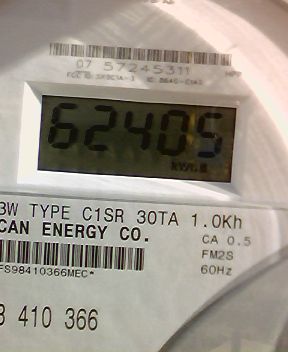 07 57245311
62405
kWh
3W TYPE C1SR 30TA 1.0Kh
CAN ENERGY CO.
CA 0.5
FM2S
FS98410366MEC*
60Hz
410 366